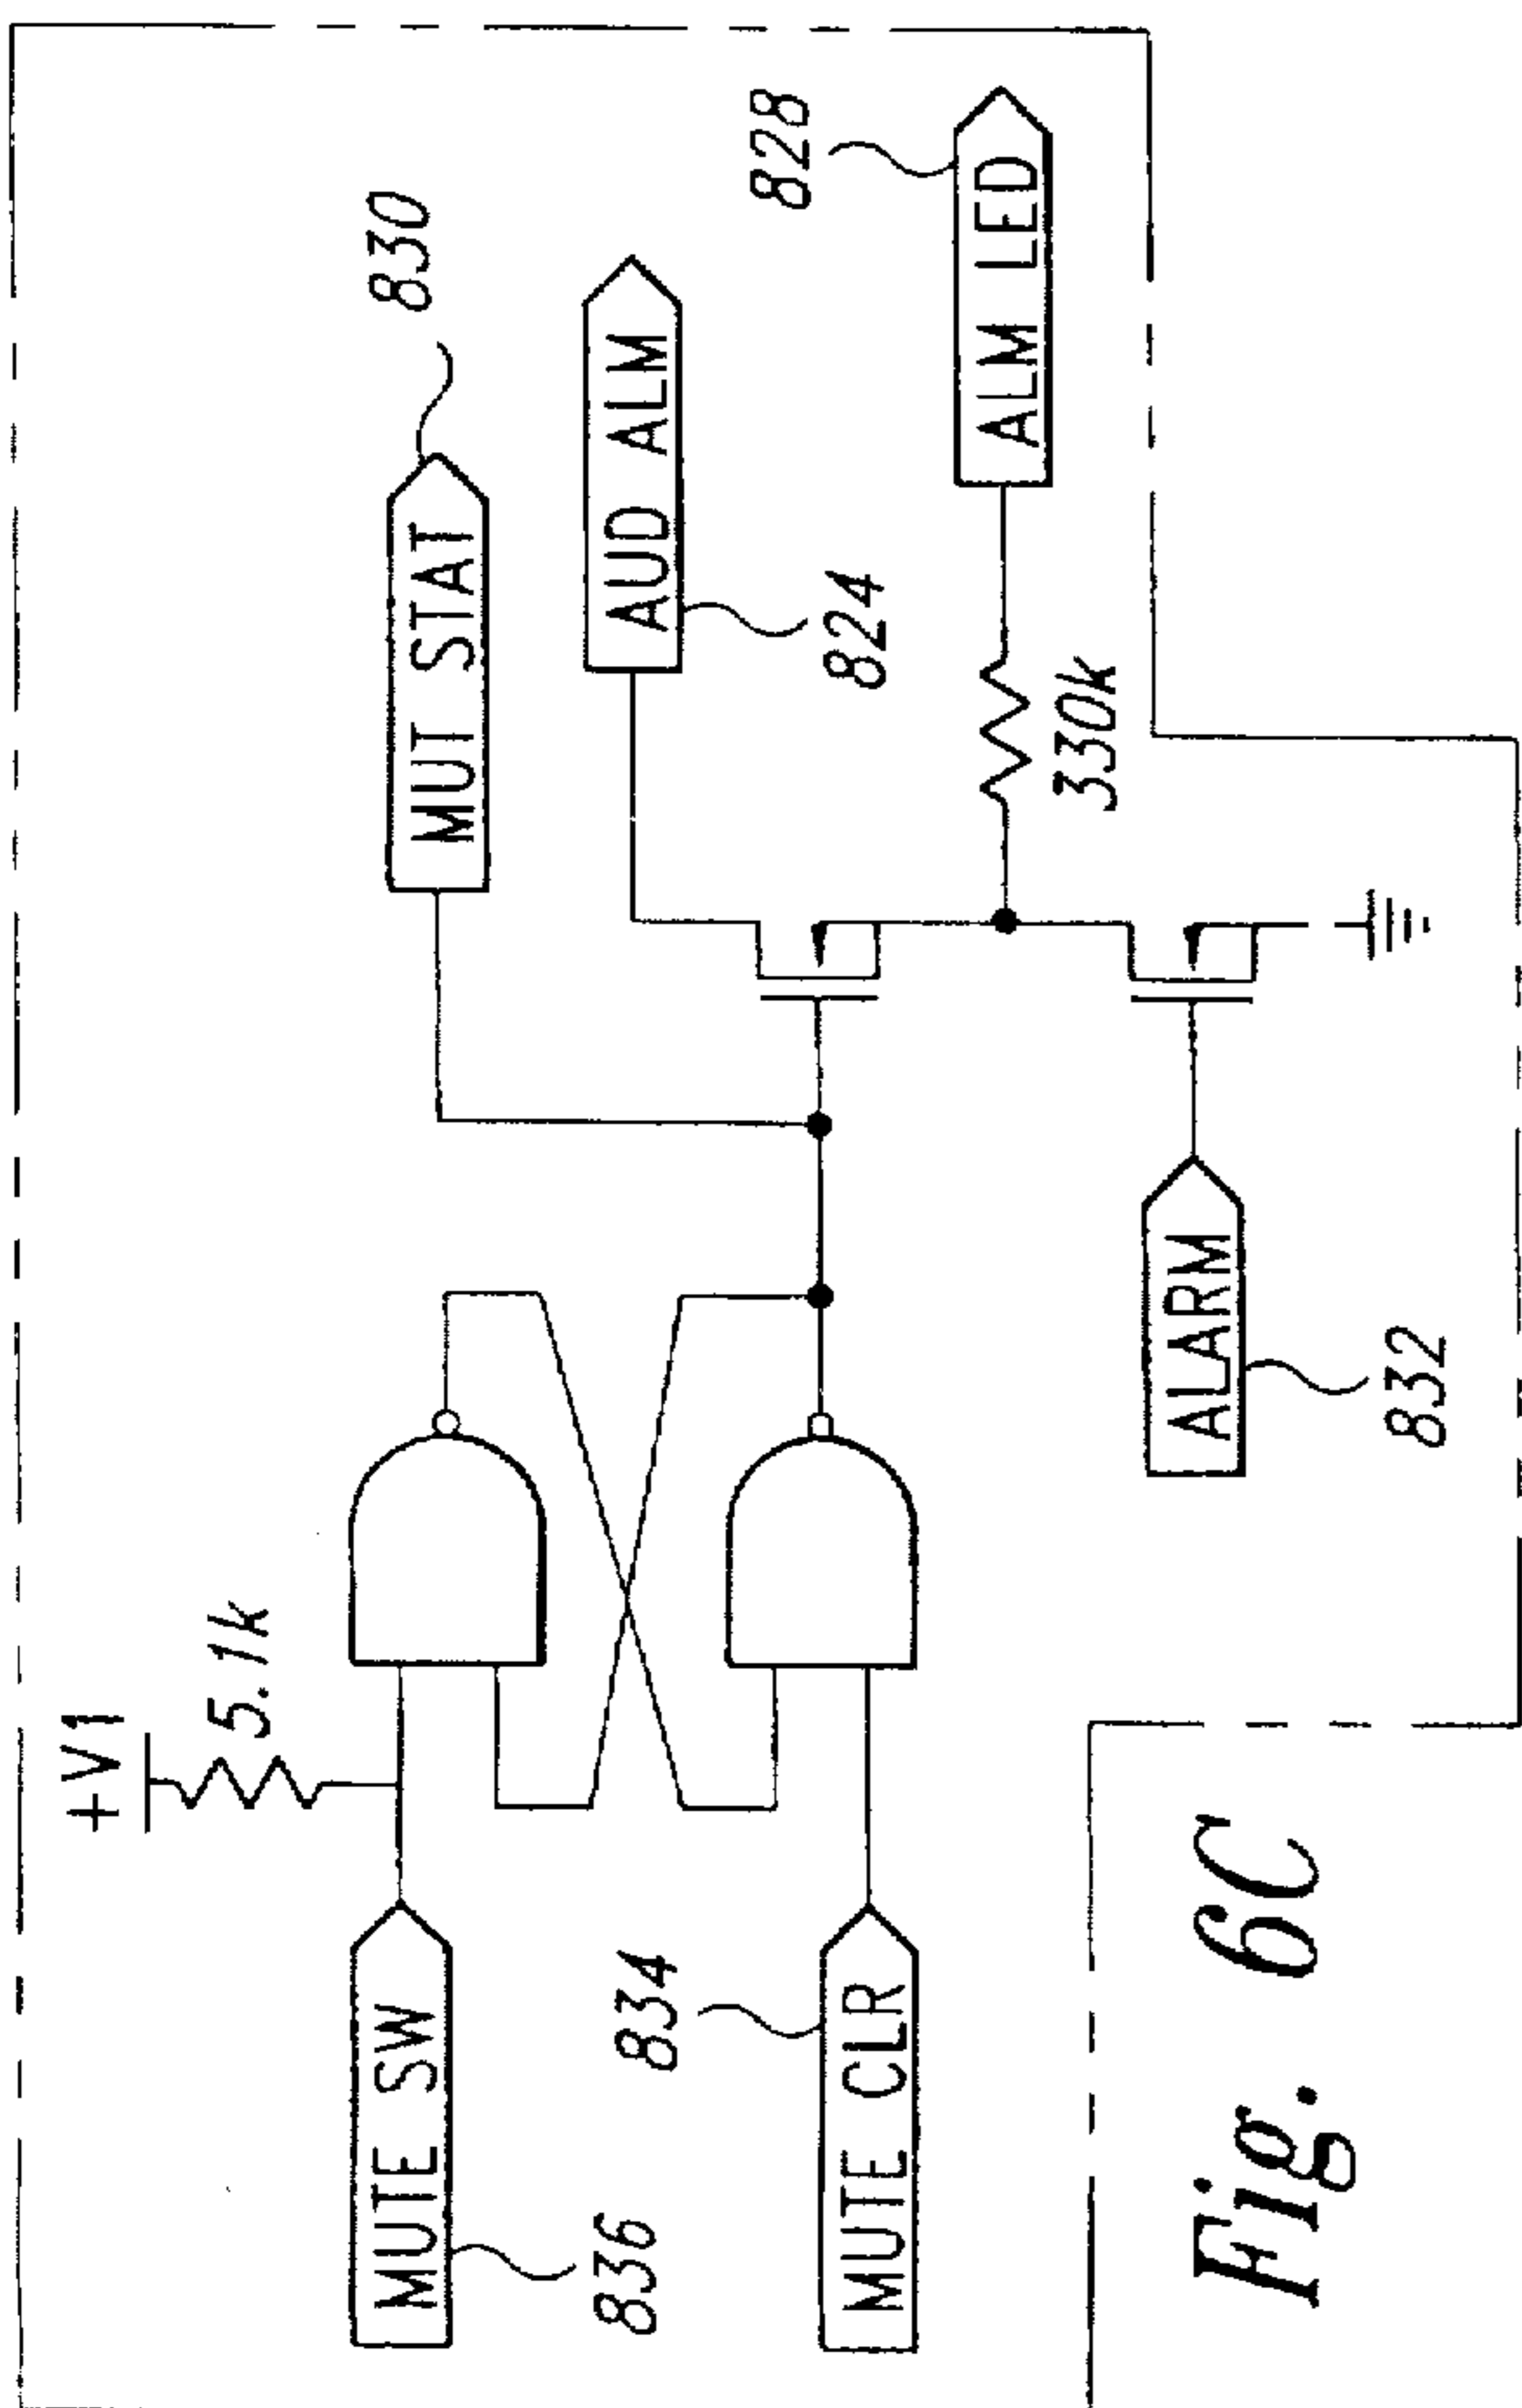 +V1
5.1k
MUTE SW
836
834
MUTE CLR
MUT STAT
830
AUD ALM
824
828
ALM LED
330k
ALARM
832
Fig. 6C